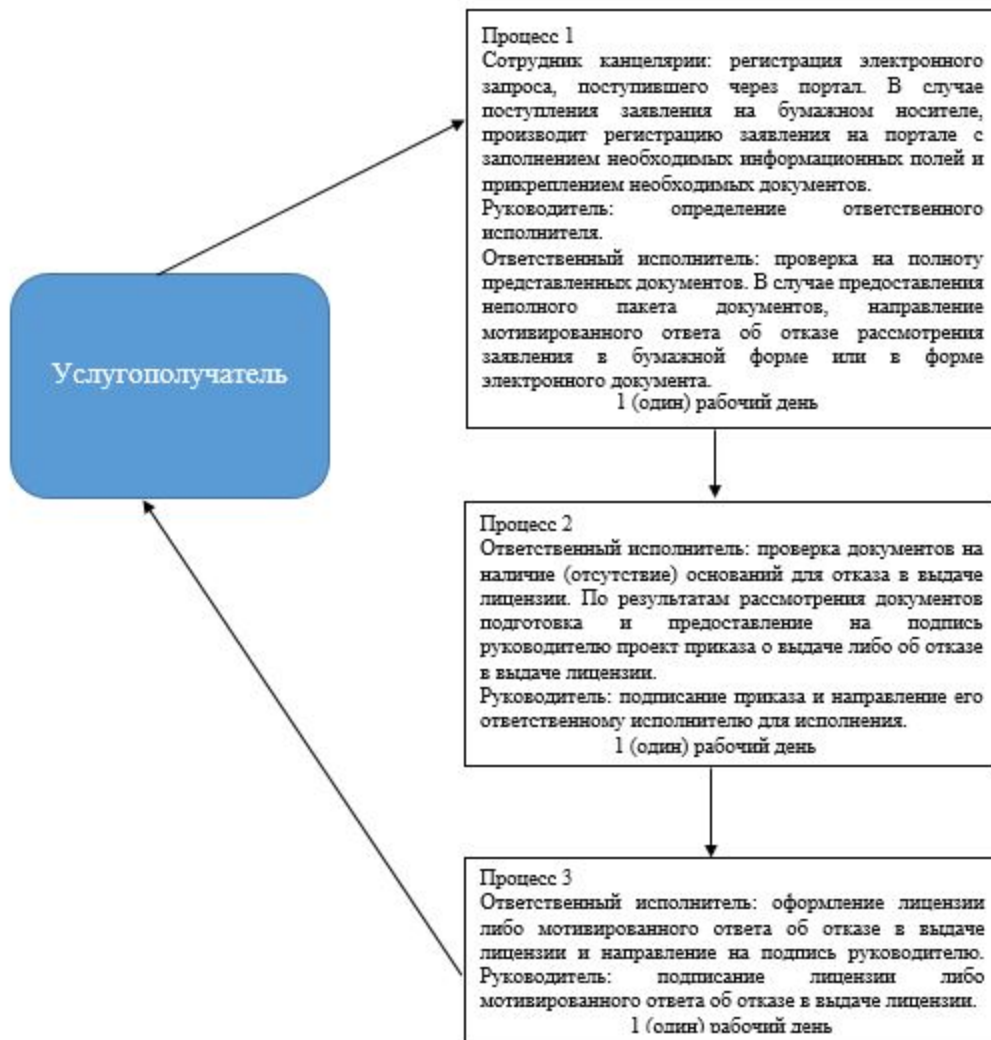 Процесс 1
Сотрудник канцелярии: регистрация электронного
запроса, поступившего через портал. В случае
поступления заявления на бумажном носителе,
производит регистрацию заявления на портале с
заполнением необходимых информационных полей и
прикреплением необходимых документов.
Руководитель: определение ответственного
исполнителя.
Ответственный исполнитель: проверка на полноту
представленных документов. В случае предоставления
неполного пакета документов, направление
мотивированного ответа об отказе рассмотрения
заявления в бумажной форме или в форме
электронного документа.
1 (один) рабочий день
Услугополучатель
Процесс 2
Ответственный исполнитель: проверка документов на
наличие (отсутствие) оснований для отказа в выдаче
лицензии. По результатам рассмотрения документов
подготовка и предоставление на подпись
руководителю проект приказа о выдаче либо об отказе
в выдаче лицензии.
Руководитель: подписание приказа и направление его
ответственному исполнителю для исполнения.
1 (один) рабочий день
Процесс 3
Ответственный исполнитель: оформление лицензии
либо мотивированного ответа об отказе в выдаче
лицензии и направление на подпись руководителю.
Руководитель: подписание лицензии либо
мотивированного ответа об отказе в выдаче лицензии.
1 (один) рабочий день